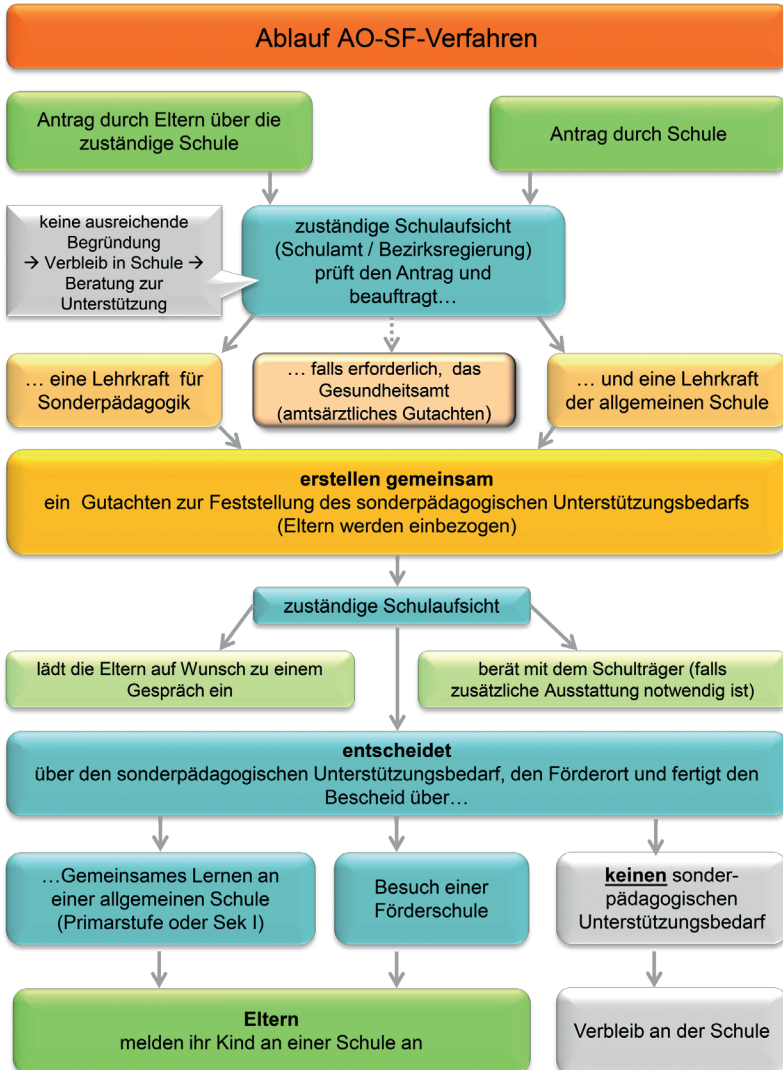 Ablauf AO-SF-Verfahren
Antrag durch Eltern über die
zuständige Schule
Antrag durch Schule
keine ausreichende
Begründung
→ Verbleib in Schule →
Beratung zur
Unterstützung
zuständige Schulaufsicht
(Schulamt / Bezirksregierung)
prüft den Antrag und
beauftragt…
… eine Lehrkraft für
Sonderpädagogik
… falls erforderlich, das
Gesundheitsamt
(amtsärztliches Gutachten)
… und eine Lehrkraft
der allgemeinen Schule
erstellen gemeinsam
ein Gutachten zur Feststellung des sonderpädagogischen Unterstützungsbedarfs
(Eltern werden einbezogen)
zuständige Schulaufsicht
lädt die Eltern auf Wunsch zu einem
Gespräch ein
berät mit dem Schulträger (falls
zusätzliche Ausstattung notwendig ist)
entscheidet
über den sonderpädagogischen Unterstützungsbedarf, den Förderort und fertigt den
Bescheid über…
…Gemeinsames Lernen an
einer allgemeinen Schule
(Primarstufe oder Sek I)
Besuch einer
Förderschule
keinen sonder-
pädagogischen
Unterstützungsbedarf
Eltern
melden ihr Kind an einer Schule an
Verbleib an der Schule